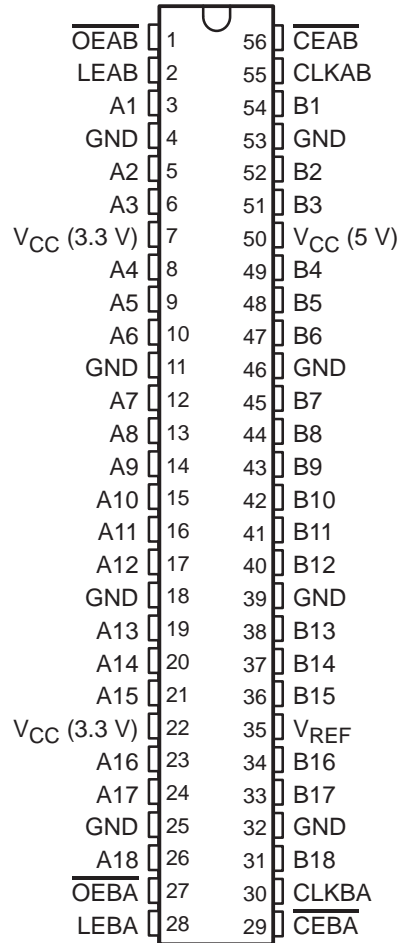 O̅E̅A̅B̅ 1 56 C̅E̅A̅B̅
LEAB 2 55 CLKAB
A1 3 54 B1
GND 4 53 GND
A2 5 52 B2
A3 6 51 B3
VCC (3.3 V) 7 50 VCC (5 V)
A4 8 49 B4
A5 9 48 B5
A6 10 47 B6
GND 11 46 GND
A7 12 45 B7
A8 13 44 B8
A9 14 43 B9
A10 15 42 B10
A11 16 41 B11
A12 17 40 B12
GND 18 39 GND
A13 19 38 B13
A14 20 37 B14
A15 21 36 B15
VCC (3.3 V) 22 35 VREF
A16 23 34 B16
A17 24 33 B17
GND 25 32 GND
A18 26 31 B18
O̅E̅B̅A̅ 27 30 CLKBA
LEBA 28 29 C̅E̅B̅A̅